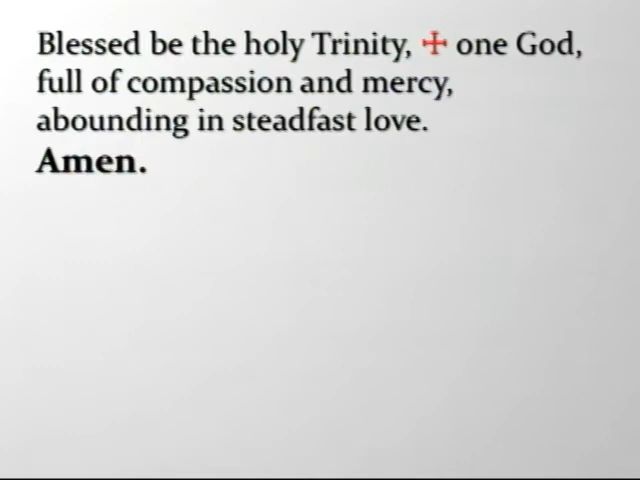 Blessed be the holy Trinity, ☩ one God,
full of compassion and mercy,
abounding in steadfast love.
Amen.